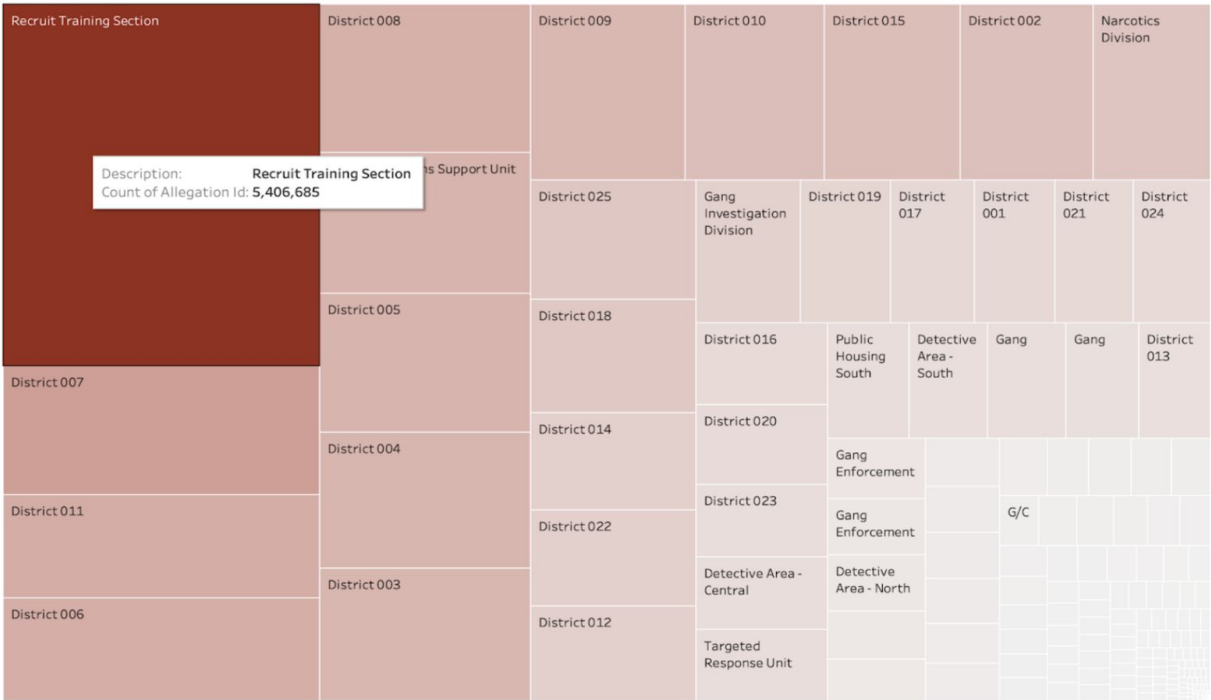 Recruit Training Section
District 008
District 009
District 010
District 015
District 002
Narcotics
Division
Description: Recruit Training Section
Count of Allegation Id: 5,406,685
Support Unit
District 025
Gang
Investigation
Division
District 019
District
017
District
001
District
021
District
024
District 005
District 018
District 016
Public
Housing
South
Detective
Area -
South
Gang
Gang
District
013
District 007
District 004
District 014
District 020
Gang
Enforcement
District 011
District 022
District 023
Gang
Enforcement
G/C
District 003
Detective Area -
Central
Detective
Area - North
District 006
District 012
Targeted
Response Unit